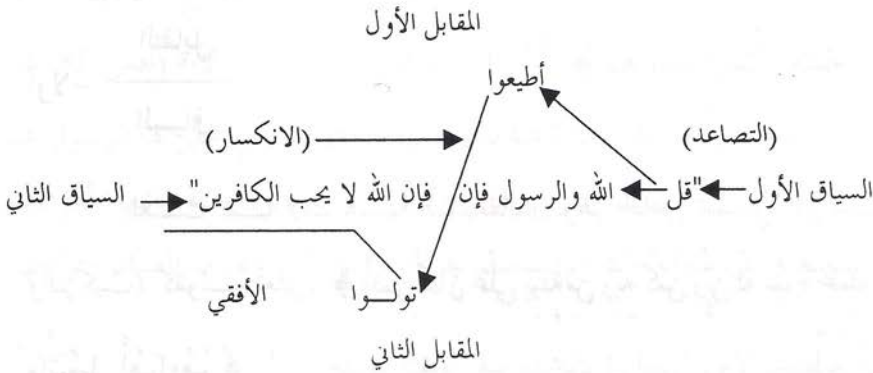 المقابل الأول
أطيعوا
(التصاعد) (الانكسار)
السياق الأول "قل الله والرسول فإن فإن الله لا يحب الكافرين" السياق الثاني
تولـوا الأفقي
المقابل الثاني